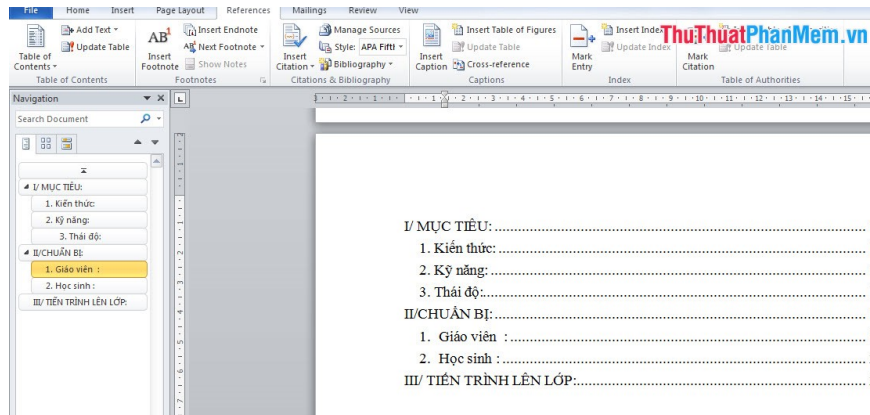 File Home Insert Page Layout References Mailings Review View
Add Text
Update Table
Table of Contents
Table of Contents
AB¹
Insert Footnote
Insert Endnote
Next Footnote
Show Notes
Footnotes
Insert Citation
Manage Sources
Style: APA Fiftl
Bibliography
Citations & Bibliography
Insert Caption
Insert Table of Figures
Update Table
Cross-reference
Captions
Mark Entry
Insert Index
Update Index
Index
Mark Citation
Update Table
Table of Authorities
ThuThuatPhanMem.vn
Navigation
Search Document
I/ MỤC TIÊU:
1. Kiến thức:
2. Kỹ năng:
3. Thái độ:
II/CHUẨN BỊ:
1. Giáo viên :
2. Học sinh :
III/ TIẾN TRÌNH LÊN LỚP:
I/ MỤC TIÊU:
1. Kiến thức:
2. Kỹ năng:
3. Thái độ:
II/CHUẨN BỊ:
1. Giáo viên :
2. Học sinh :
III/ TIẾN TRÌNH LÊN LỚP: